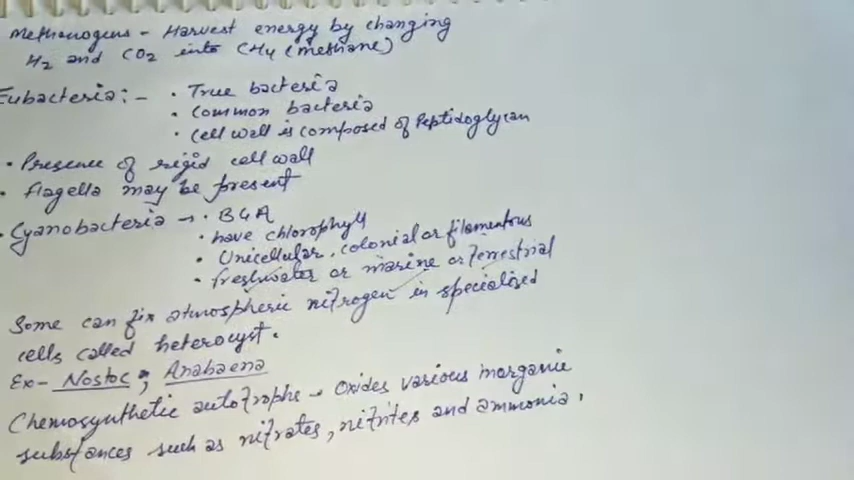 Methanogens - Harvest energy by changing
H2 and CO2 into CH4 (methane)
Eubacteria:- • True bacteria
• Common bacteria
• cell wall is composed of Peptidoglycan
• Presence of rigid cell wall
• flagella may be present
• Cyanobacteria → • BGA
• have chlorophyll
• Unicellular, colonial or filamentous
• freshwater or marine or terrestrial
Some can fix atmospheric nitrogen in specialised
cells called heterocyst.
Ex- Nostoc, Anabaena
Chemosynthetic autotrophs → Oxides various inorganic
substances such as nitrates, nitrites and ammonia.